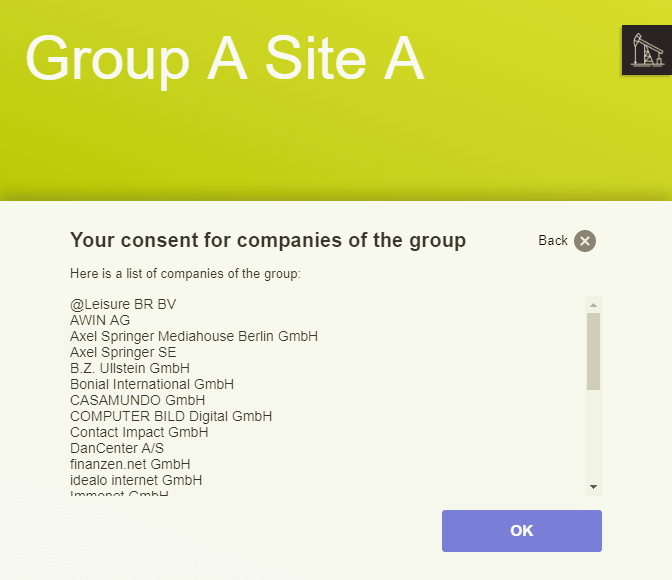 Group A Site A
Your consent for companies of the group
Back
Here is a list of companies of the group:
@Leisure BR BV
AWIN AG
Axel Springer Mediahouse Berlin GmbH
Axel Springer SE
B.Z. Ullstein GmbH
Bonial International GmbH
CASAMUNDO GmbH
COMPUTER BILD Digital GmbH
Contact Impact GmbH
DanCenter A/S
finanzen.net GmbH
idealo internet GmbH
Immonet GmbH
OK